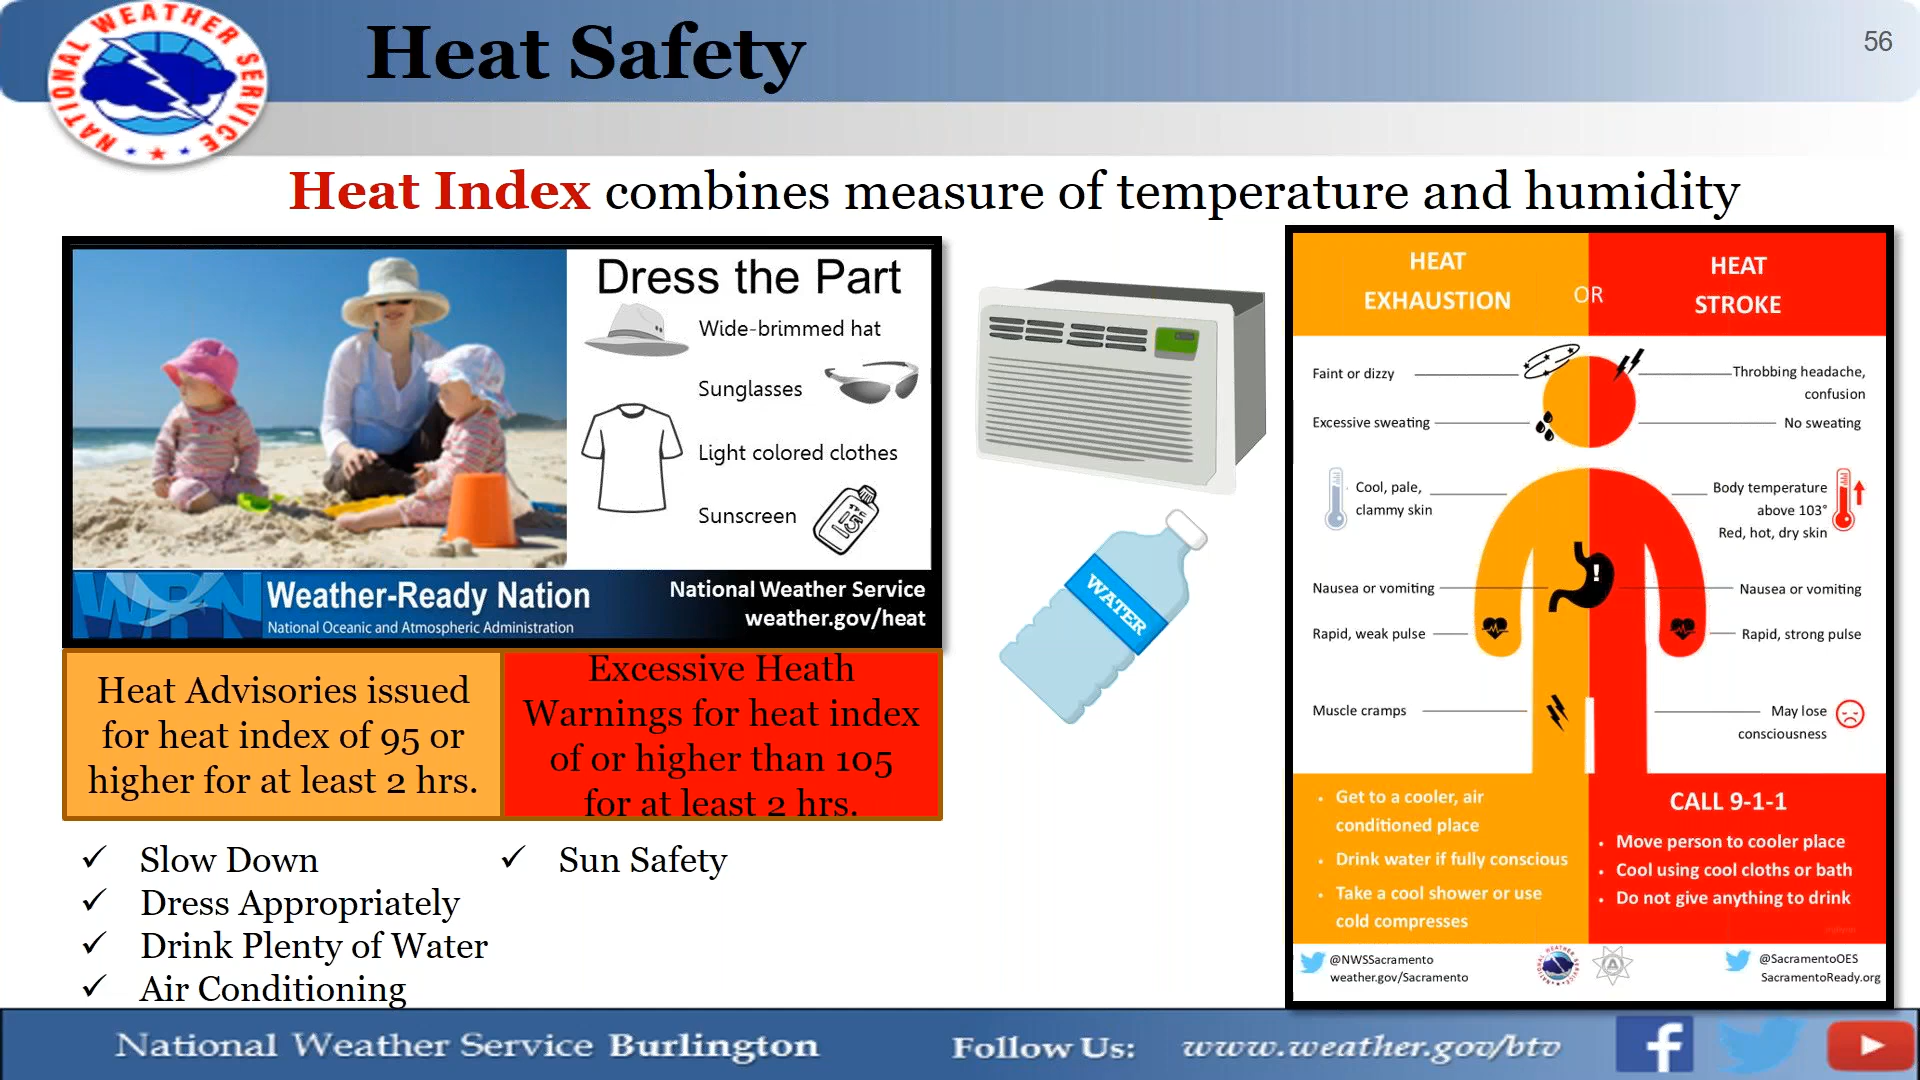 NATIONAL WEATHER SERVICE
Heat Safety
56
Heat Index combines measure of temperature and humidity
Dress the Part
Wide-brimmed hat
Sunglasses
Light colored clothes
Sunscreen
15
WRN
Weather-Ready Nation
National Oceanic and Atmospheric Administration
National Weather Service
weather.gov/heat
Heat Advisories issued
for heat index of 95 or
higher for at least 2 hrs.
Excessive Heath
Warnings for heat index
of or higher than 105
for at least 2 hrs.
Slow Down
Dress Appropriately
Drink Plenty of Water
Air Conditioning
Sun Safety
WATER
HEAT
EXHAUSTION
OR
HEAT
STROKE
Faint or dizzy
Excessive sweating
Cool, pale,
clammy skin
Nausea or vomiting
Rapid, weak pulse
Muscle cramps
Throbbing headache,
confusion
No sweating
Body temperature
above 103°
Red, hot, dry skin
Nausea or vomiting
Rapid, strong pulse
May lose
consciousness
!
• Get to a cooler, air
conditioned place
• Drink water if fully conscious
• Take a cool shower or use
cold compresses
CALL 9-1-1
• Move person to cooler place
• Cool using cool cloths or bath
• Do not give anything to drink
@NWSSacramento
weather.gov/Sacramento
@SacramentoOES
SacramentoReady.org
National Weather Service Burlington
Follow Us:
www.weather.gov/btv
f